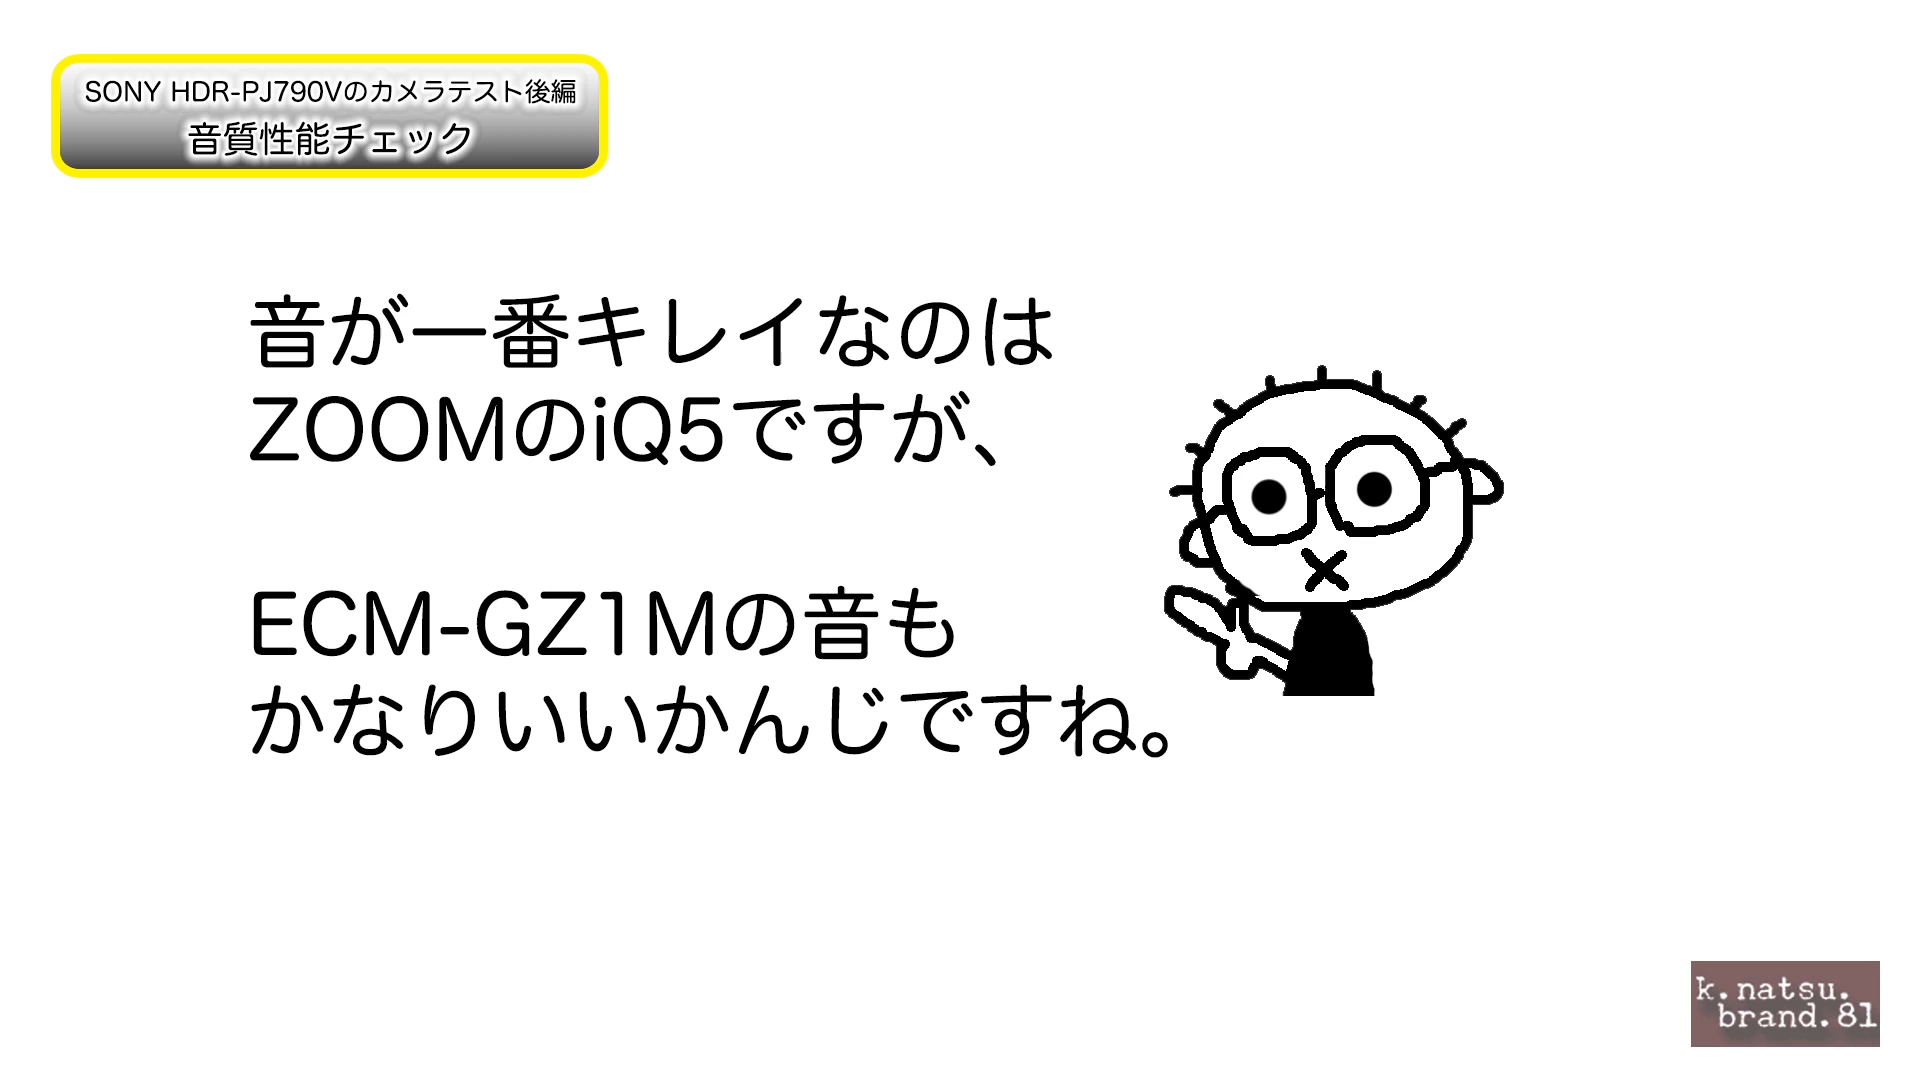 SONY HDR-PJ790Vのカメラテスト後編
音質性能チェック
音が一番キレイなのは
ZOOMのiQ5ですが、
ECM-GZ1Mの音も
かなりいいかんじですね。
k.natsu.
brand.81